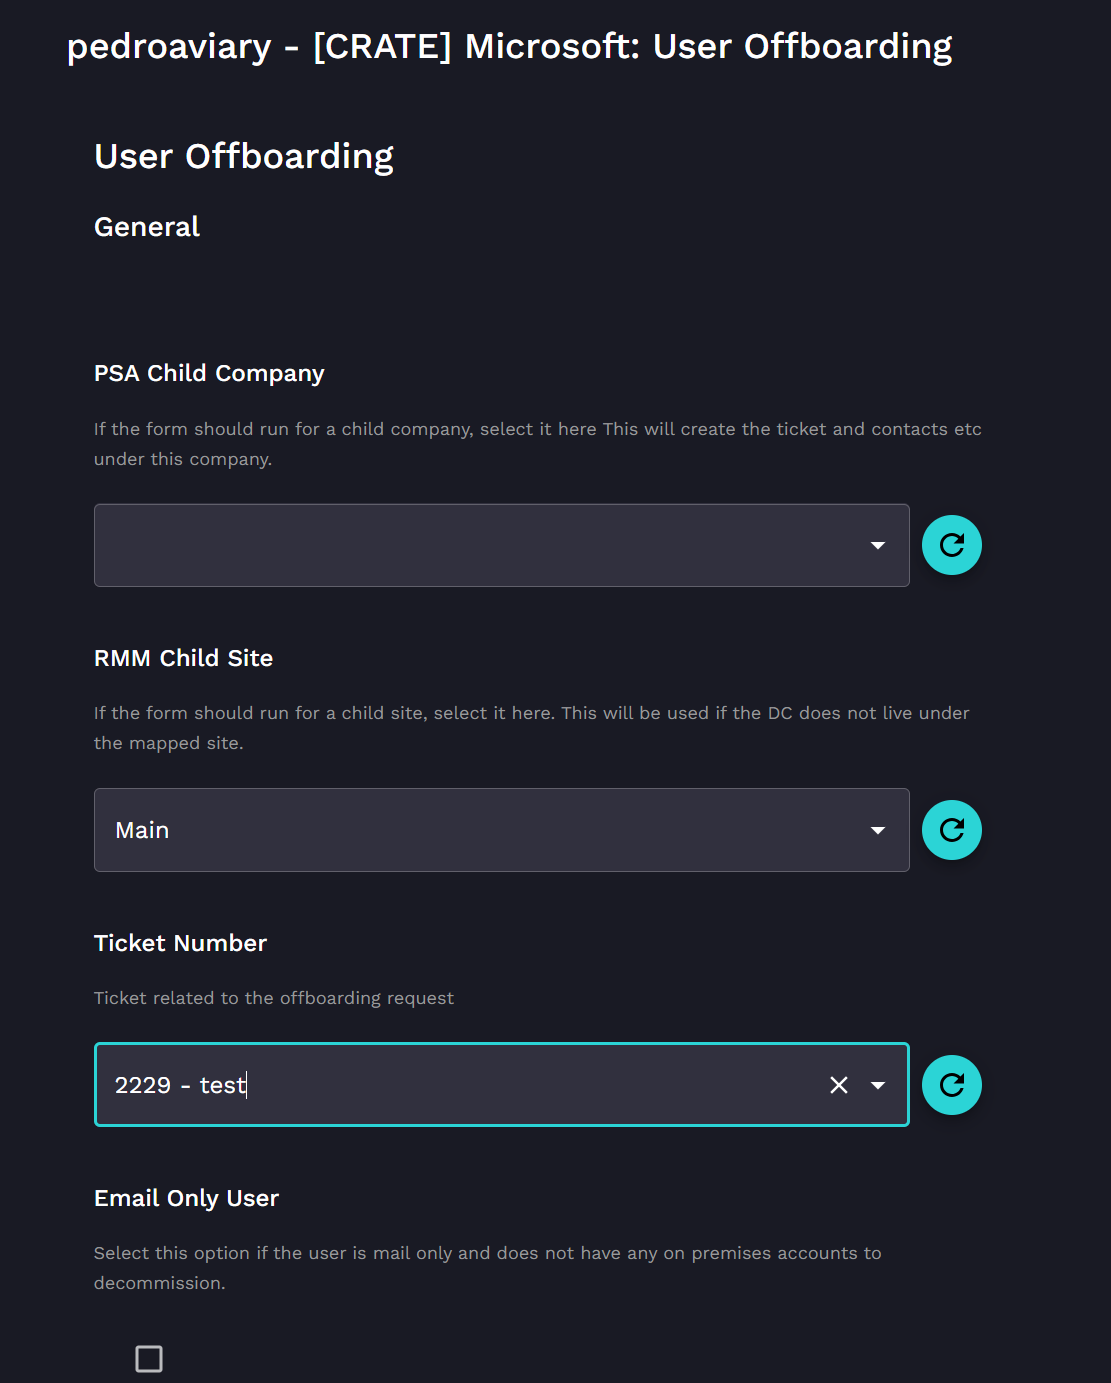 pedroaviary - [CRATE] Microsoft: User Offboarding
User Offboarding
General
PSA Child Company
If the form should run for a child company, select it here This will create the ticket and contacts etc
under this company.
RMM Child Site
If the form should run for a child site, select it here. This will be used if the DC does not live under
the mapped site.
Main
Ticket Number
Ticket related to the offboarding request
2229 - test
Email Only User
Select this option if the user is mail only and does not have any on premises accounts to
decommission.